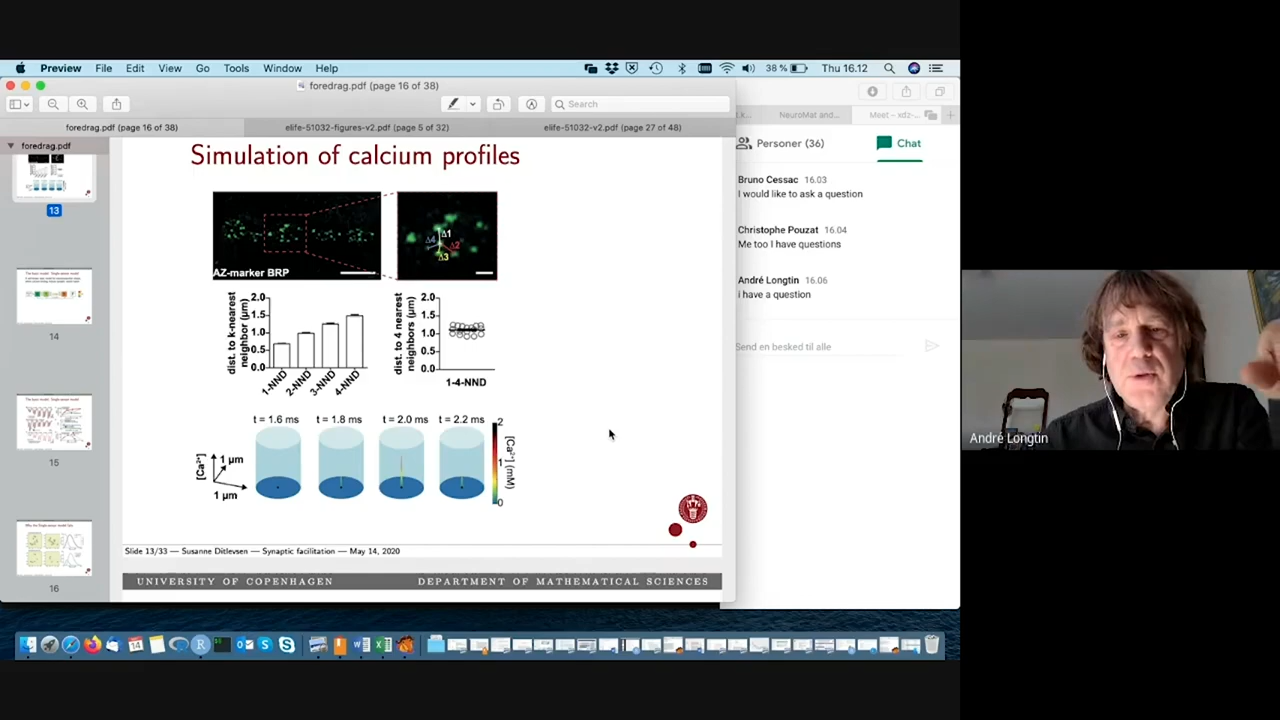 Preview File Edit View Go Tools Window Help
38 % Thu 16.12
foredrag.pdf (page 16 of 38)
Search
foredrag.pdf (page 16 of 38) elife-51032-figures-v2.pdf (page 5 of 32) elife-51032-v2.pdf (page 27 of 48)
NeuroMat and... Meet – xdz-...
foredrag.pdf
13
14
15
16
Simulation of calcium profiles
AZ-marker BRP
Δ1
Δ4 Δ2
Δ3
dist. to k-nearest
neighbor (µm)
2.0
1.5
1.0
0.5
0.0
1-NND 2-NND 3-NND 4-NND
dist. to 4 nearest
neighbors (µm)
2.0
1.5
1.0
0.5
0.0
1-4-NND
t = 1.6 ms t = 1.8 ms t = 2.0 ms t = 2.2 ms
[Ca²⁺]
1 µm
1 µm
2
1
0
[Ca²⁺] (mM)
Slide 13/33 — Susanne Ditlevsen — Synaptic facilitation — May 14, 2020
UNIVERSITY OF COPENHAGEN DEPARTMENT OF MATHEMATICAL SCIENCES
Personer (36) Chat
Bruno Cessac 16.03
I would like to ask a question
Christophe Pouzat 16.04
Me too I have questions
André Longtin 16.06
i have a question
Send en besked til alle
André Longtin